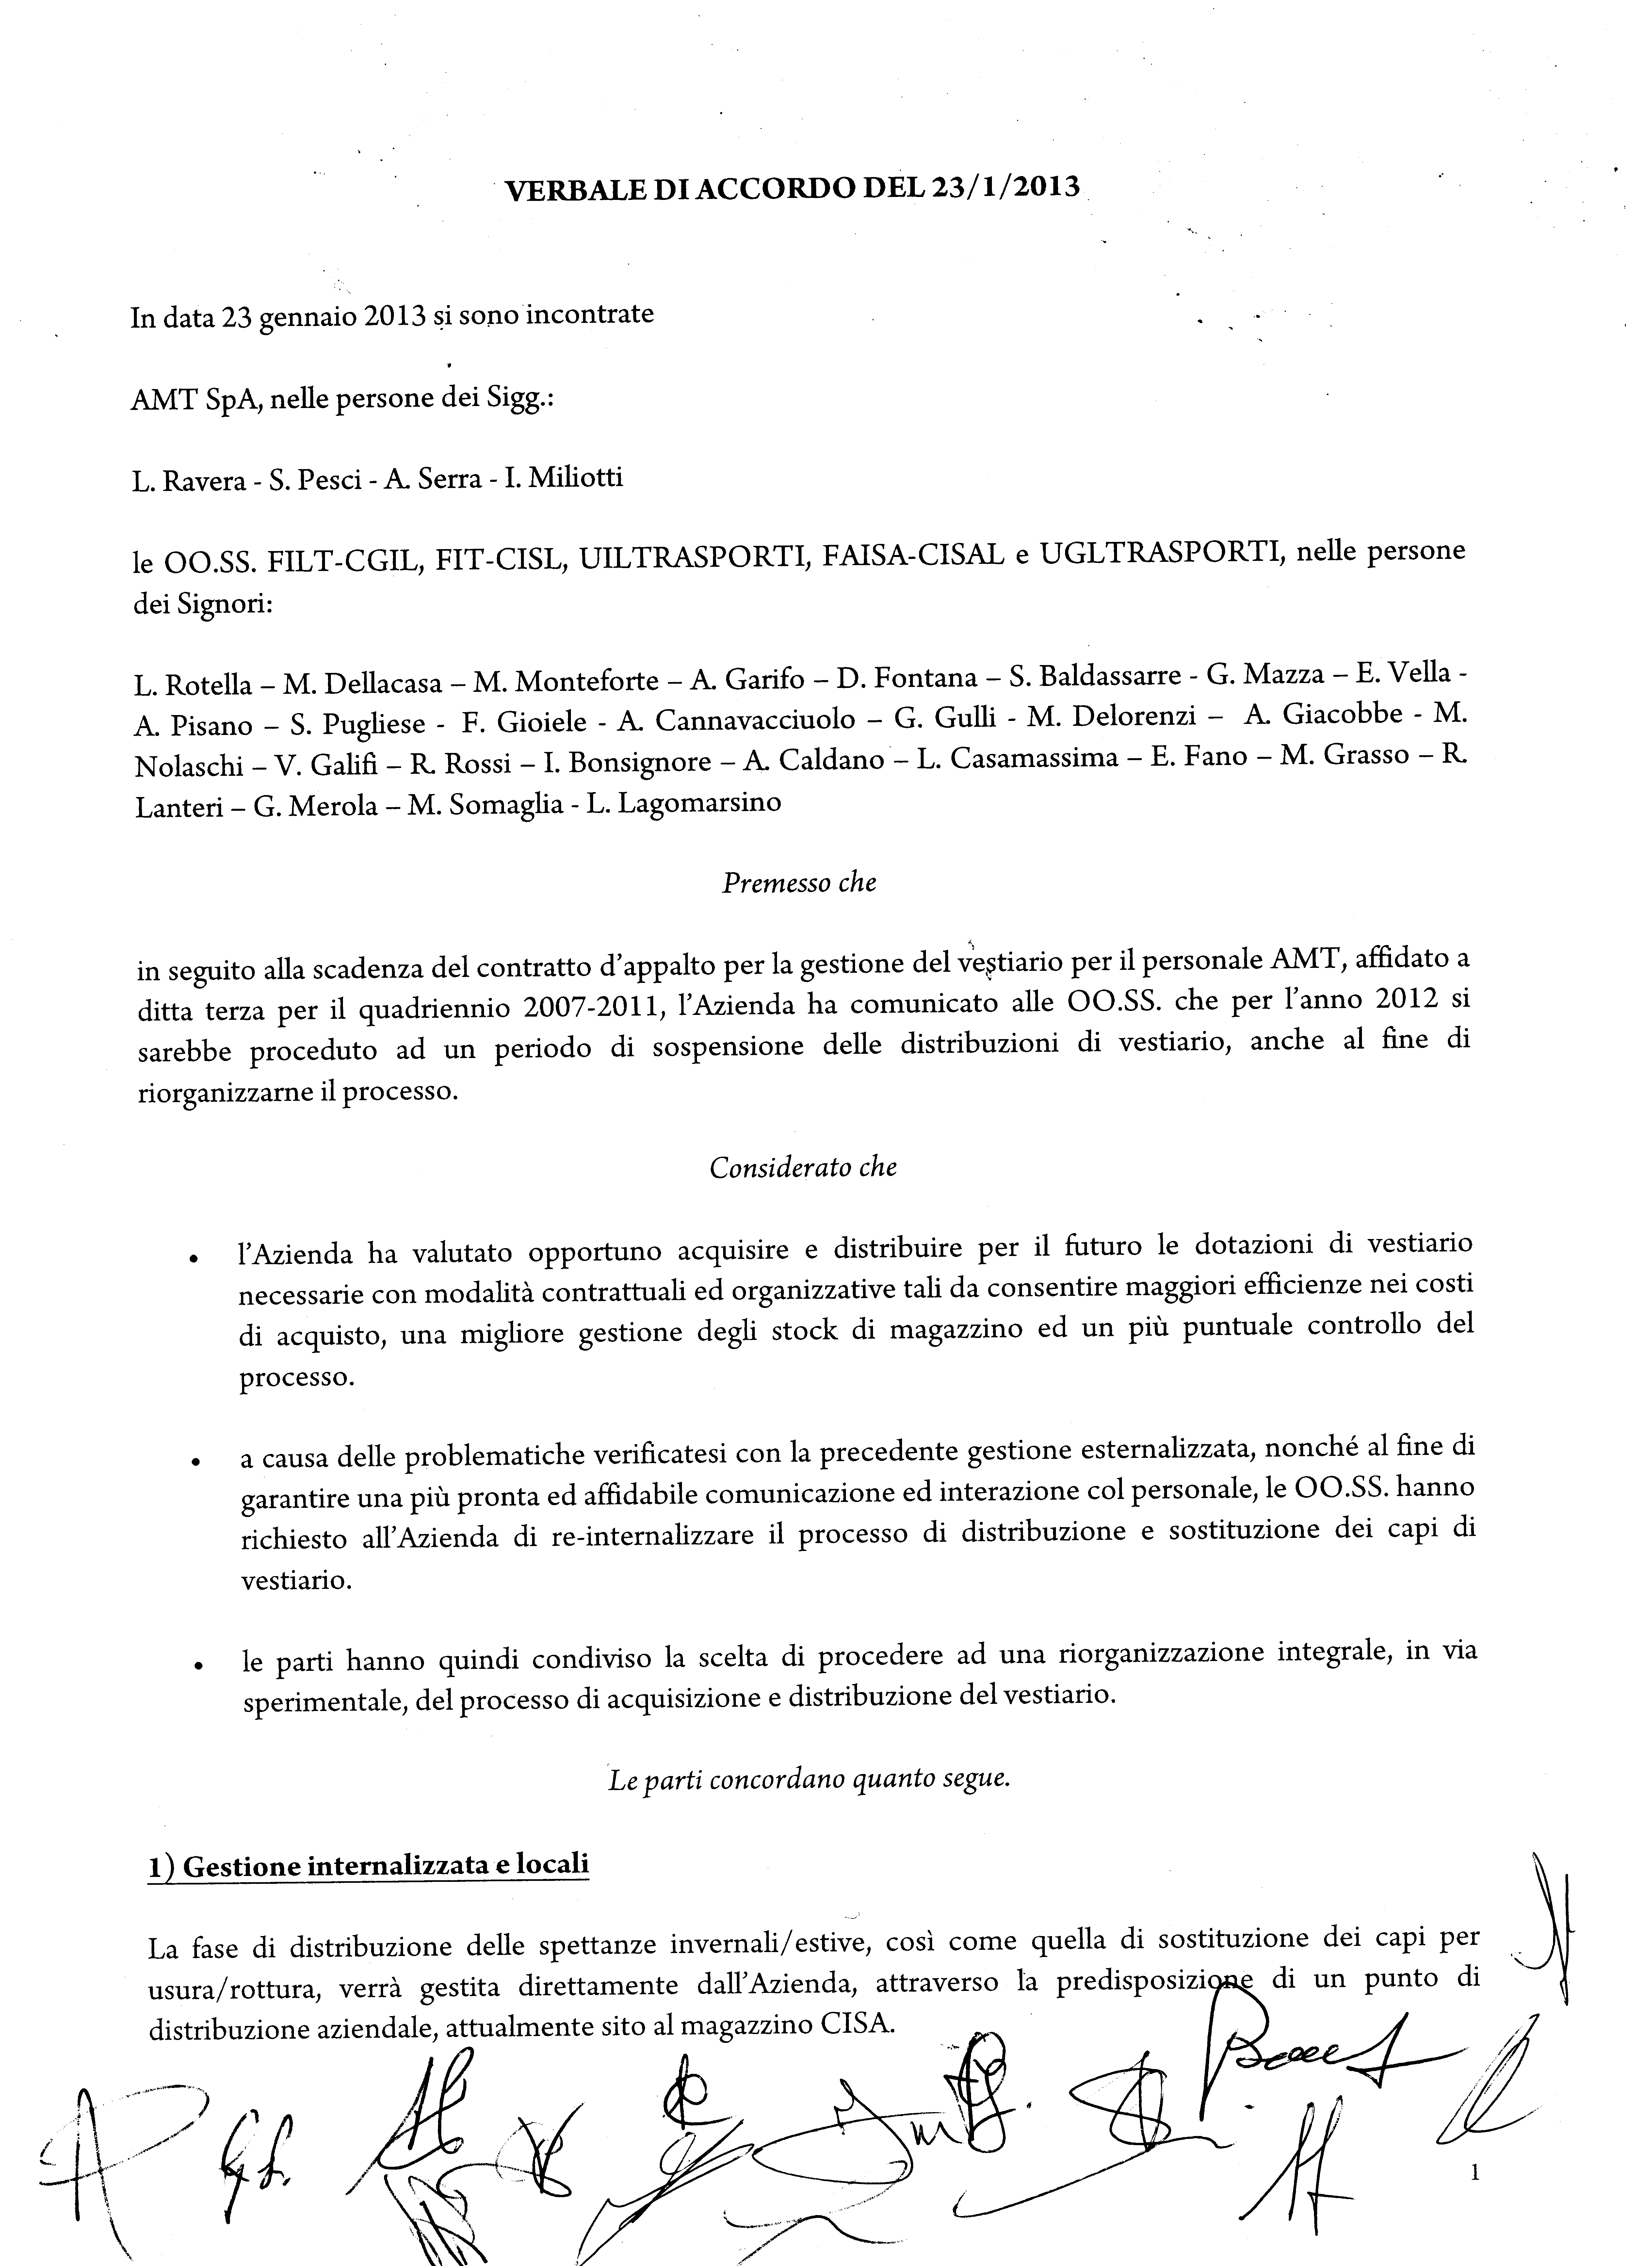 VERBALE DI ACCORDO DEL 23/1/2013
In data 23 gennaio 2013 si sono incontrate
AMT SpA, nelle persone dei Sigg.:
L. Ravera - S. Pesci - A. Serra - I. Miliotti
le OO.SS. FILT-CGIL, FIT-CISL, UILTRASPORTI, FAISA-CISAL e UGLTRASPORTI, nelle persone
dei Signori:
L. Rotella – M. Dellacasa – M. Monteforte – A. Garifo – D. Fontana – S. Baldassarre - G. Mazza – E. Vella -
A. Pisano – S. Pugliese - F. Gioiele - A. Cannavacciuolo – G. Gulli - M. Delorenzi – A. Giacobbe - M.
Nolaschi – V. Galifi – R. Rossi – I. Bonsignore – A. Caldano – L. Casamassima – E. Fano – M. Grasso – R.
Lanteri – G. Merola – M. Somaglia - L. Lagomarsino
Premesso che
in seguito alla scadenza del contratto d'appalto per la gestione del vestiario per il personale AMT, affidato a
ditta terza per il quadriennio 2007-2011, l'Azienda ha comunicato alle OO.SS. che per l'anno 2012 si
sarebbe proceduto ad un periodo di sospensione delle distribuzioni di vestiario, anche al fine di
riorganizzarne il processo.
Considerato che
• l'Azienda ha valutato opportuno acquisire e distribuire per il futuro le dotazioni di vestiario
necessarie con modalità contrattuali ed organizzative tali da consentire maggiori efficienze nei costi
di acquisto, una migliore gestione degli stock di magazzino ed un più puntuale controllo del
processo.
• a causa delle problematiche verificatesi con la precedente gestione esternalizzata, nonché al fine di
garantire una più pronta ed affidabile comunicazione ed interazione col personale, le OO.SS. hanno
richiesto all'Azienda di re-internalizzare il processo di distribuzione e sostituzione dei capi di
vestiario.
• le parti hanno quindi condiviso la scelta di procedere ad una riorganizzazione integrale, in via
sperimentale, del processo di acquisizione e distribuzione del vestiario.
Le parti concordano quanto segue.
1) Gestione internalizzata e locali
La fase di distribuzione delle spettanze invernali/estive, così come quella di sostituzione dei capi per
usura/rottura, verrà gestita direttamente dall'Azienda, attraverso la predisposizione di un punto di
distribuzione aziendale, attualmente sito al magazzino CISA.
1